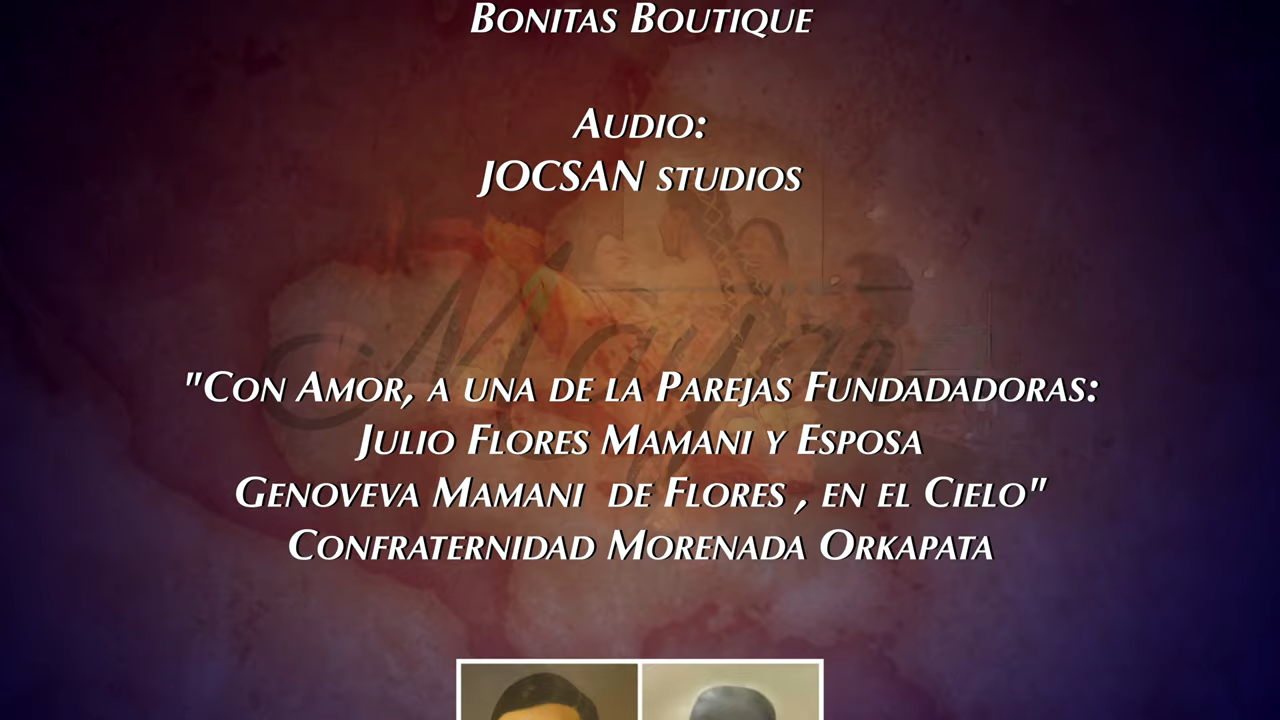 Bonitas Boutique
Audio:
JOCSAN studios
Mayan
"Con Amor, a una de la Parejas Fundadadoras:
Julio Flores Mamani y Esposa
Genoveva Mamani de Flores , en el Cielo"
Confraternidad Morenada Orkapata